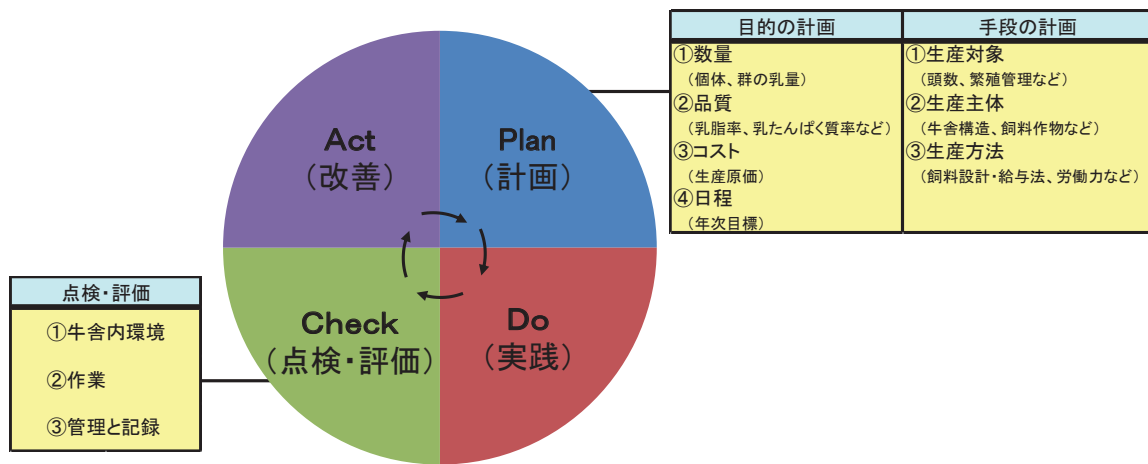 目的の計画
①数量
(個体、群の乳量)
②品質
(乳脂率、乳たんぱく質率など)
③コスト
(生産原価)
④日程
(年次目標)
手段の計画
①生産対象
(頭数、繁殖管理など)
②生産主体
(牛舎構造、飼料作物など)
③生産方法
(飼料設計・給与法、労働力など)
Act
(改善)
Plan
(計画)
Check
(点検・評価)
Do
(実践)
点検・評価
①牛舎内環境
②作業
③管理と記録